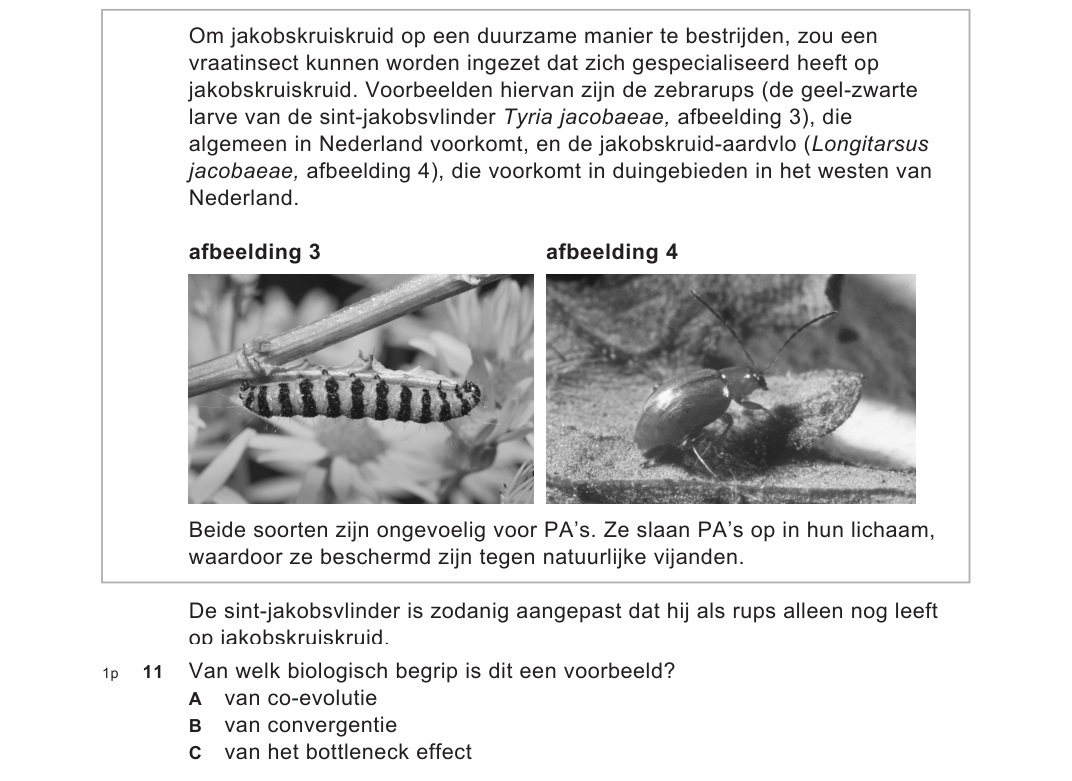 Om jakobskruiskruid op een duurzame manier te bestrijden, zou een
vraatinsect kunnen worden ingezet dat zich gespecialiseerd heeft op
jakobskruiskruid. Voorbeelden hiervan zijn de zebrarups (de geel-zwarte
larve van de sint-jakobsvlinder Tyria jacobaeae, afbeelding 3), die
algemeen in Nederland voorkomt, en de jakobskruid-aardvlo (Longitarsus
jacobaeae, afbeelding 4), die voorkomt in duingebieden in het westen van
Nederland.
afbeelding 3 afbeelding 4
Beide soorten zijn ongevoelig voor PA’s. Ze slaan PA’s op in hun lichaam,
waardoor ze beschermd zijn tegen natuurlijke vijanden.
De sint-jakobsvlinder is zodanig aangepast dat hij als rups alleen nog leeft
op jakobskruiskruid.
1p 11 Van welk biologisch begrip is dit een voorbeeld?
A van co-evolutie
B van convergentie
C van het bottleneck effect